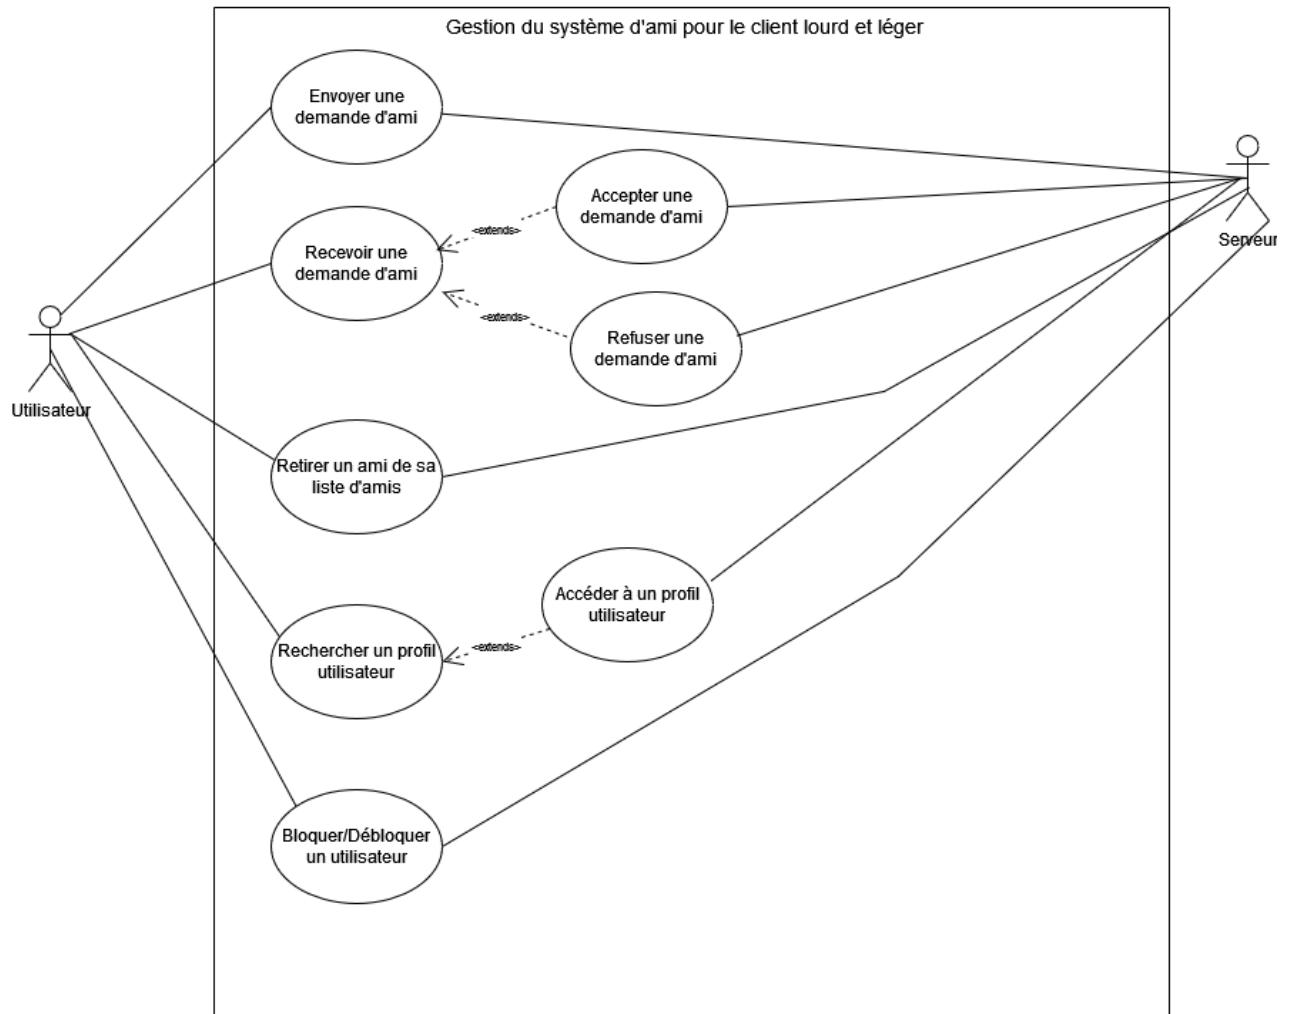 Gestion du système d'ami pour le client lourd et léger
Envoyer une
demande d'ami
Accepter une
demande d'ami
<extends>
Recevoir une
demande d'ami
Serveur
<extends>
Refuser une
demande d'ami
Utilisateur
Retirer un ami de sa
liste d'amis
Accéder à un profil
utilisateur
<extends>
Rechercher un profil
utilisateur
Bloquer/Débloquer
un utilisateur